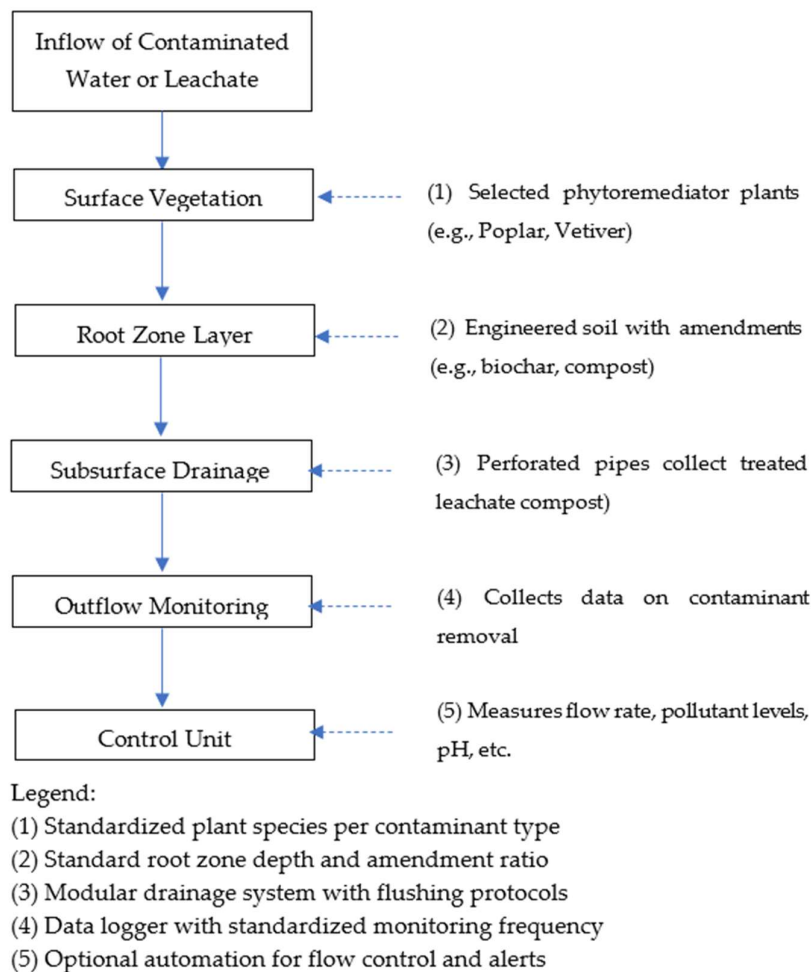 Inflow of Contaminated
Water or Leachate
Surface Vegetation
(1) Selected phytoremediator plants
(e.g., Poplar, Vetiver)
Root Zone Layer
(2) Engineered soil with amendments
(e.g., biochar, compost)
Subsurface Drainage
(3) Perforated pipes collect treated
leachate compost)
Outflow Monitoring
(4) Collects data on contaminant
removal
Control Unit
(5) Measures flow rate, pollutant levels,
pH, etc.
Legend:
(1) Standardized plant species per contaminant type
(2) Standard root zone depth and amendment ratio
(3) Modular drainage system with flushing protocols
(4) Data logger with standardized monitoring frequency
(5) Optional automation for flow control and alerts